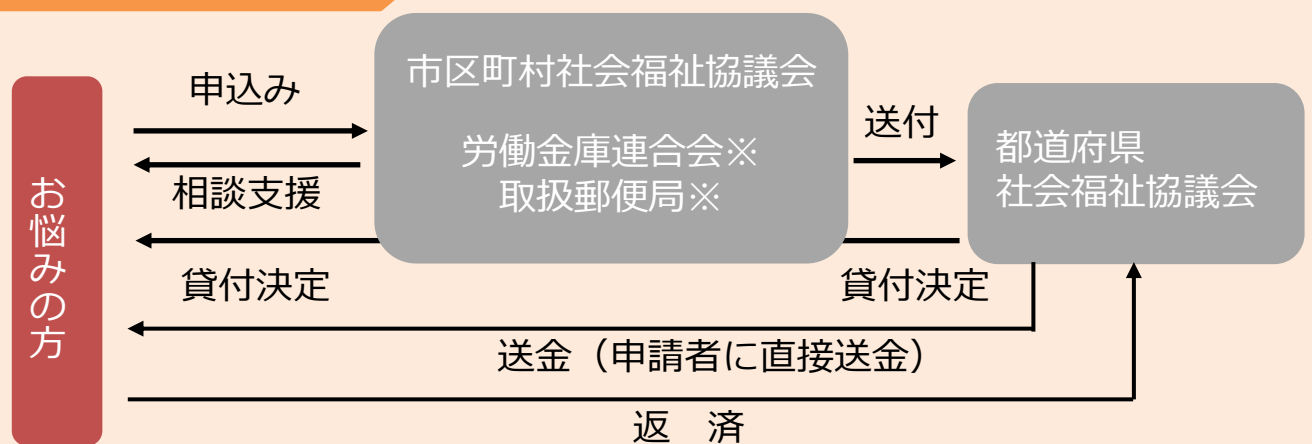 申込み
相談支援
お悩みの方
市区町村社会福祉協議会
労働金庫連合会※
取扱郵便局※
送付
都道府県
社会福祉協議会
貸付決定
貸付決定
送金（申請者に直接送金）
返　済